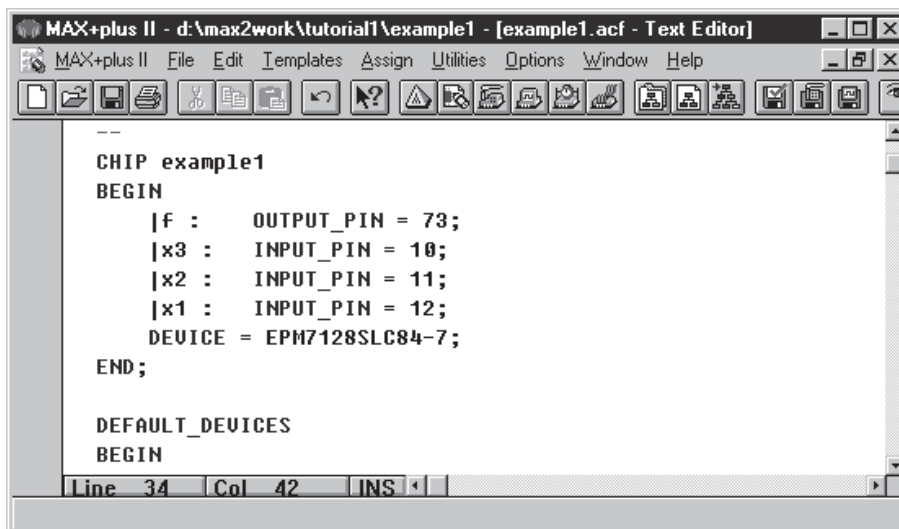 MAX+plus II - d:\max2work\tutorial1\example1 - [example1.acf - Text Editor]
MAX+plus II File Edit Templates Assign Utilities Options Window Help
--
CHIP example1
BEGIN
|f : OUTPUT_PIN = 73;
|x3 : INPUT_PIN = 10;
|x2 : INPUT_PIN = 11;
|x1 : INPUT_PIN = 12;
DEVICE = EPM7128SLC84-7;
END;
DEFAULT_DEVICES
BEGIN
Line 34 Col 42 INS